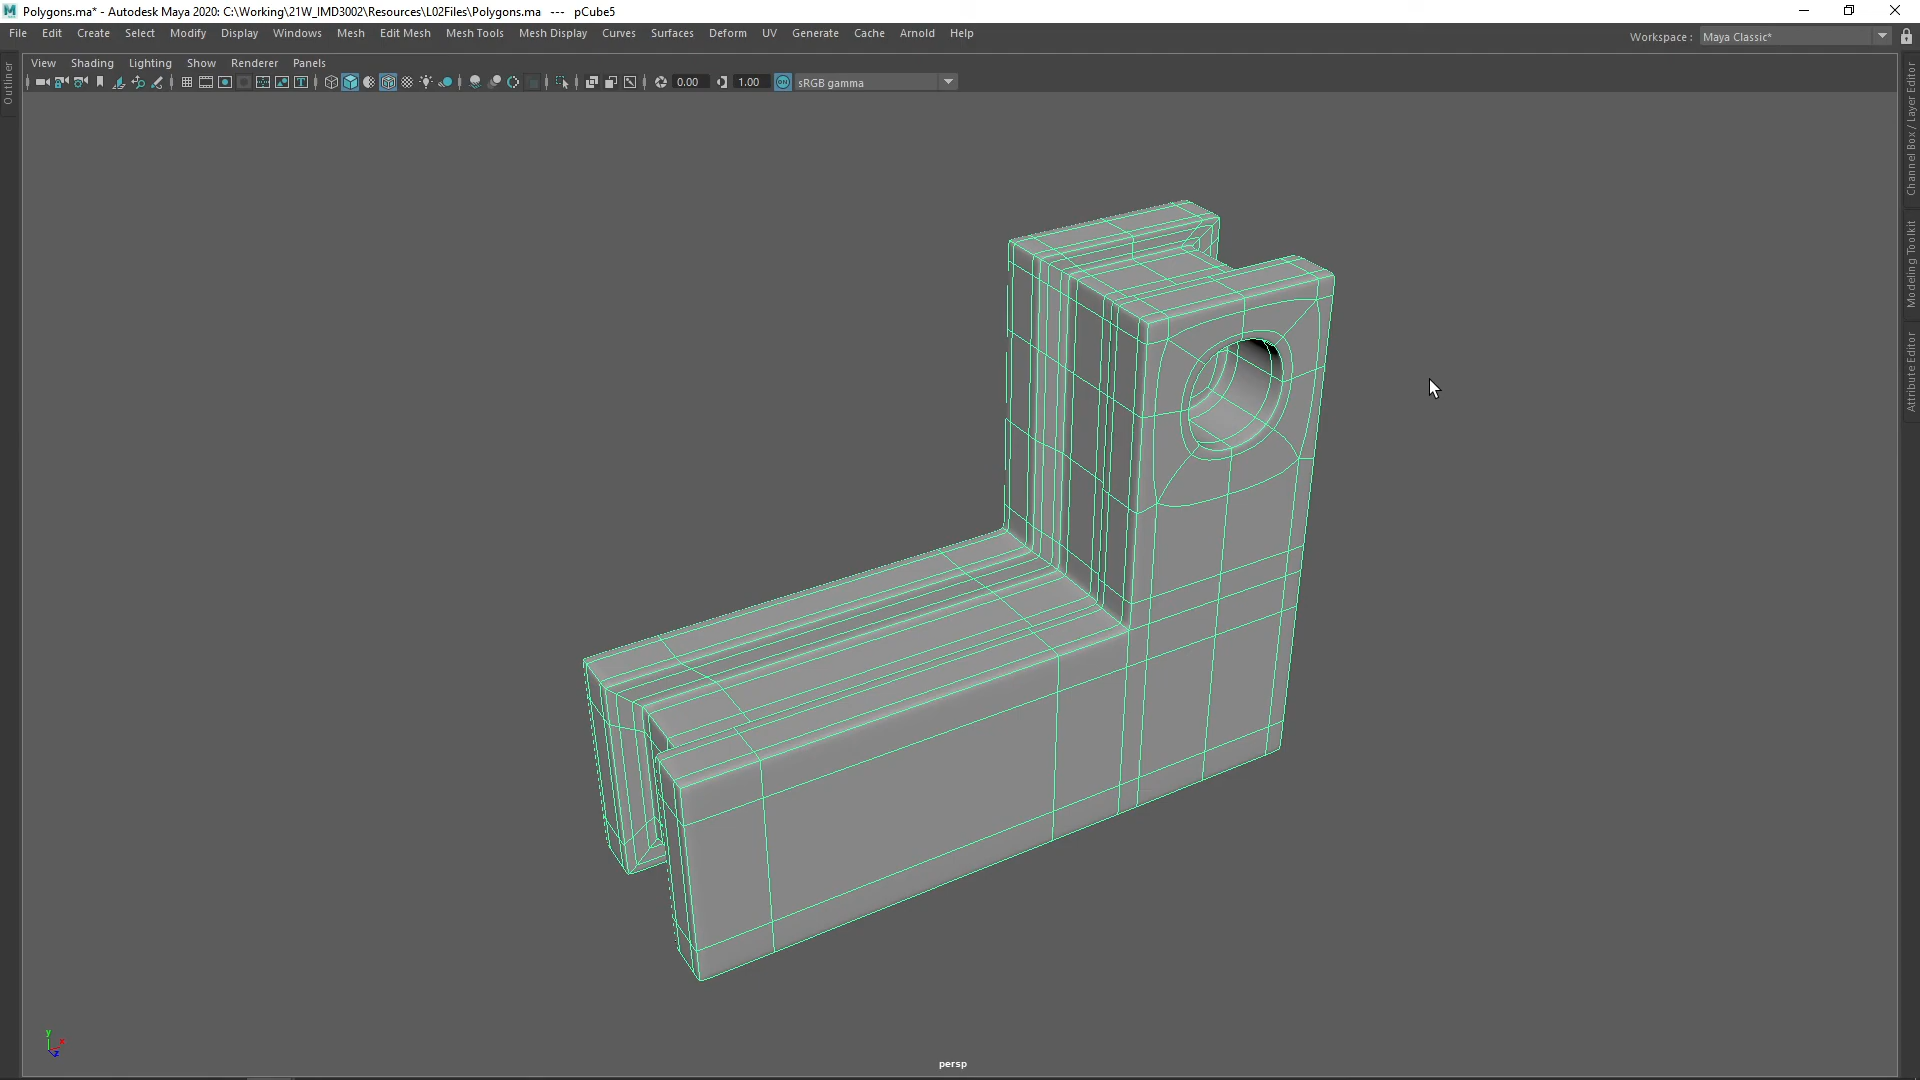 Polygons.ma* - Autodesk Maya 2020: C:\Working\21W_IMD3002\Resources\L02Files\Polygons.ma --- pCube5
File Edit Create Select Modify Display Windows Mesh Edit Mesh Mesh Tools Mesh Display Curves Surfaces Deform UV Generate Cache Arnold Help
Workspace : Maya Classic*
View Shading Lighting Show Renderer Panels
0.00 1.00 ON sRGB gamma
Outliner
Channel Box / Layer Editor
Modeling Toolkit
Attribute Editor
y
x
z
persp